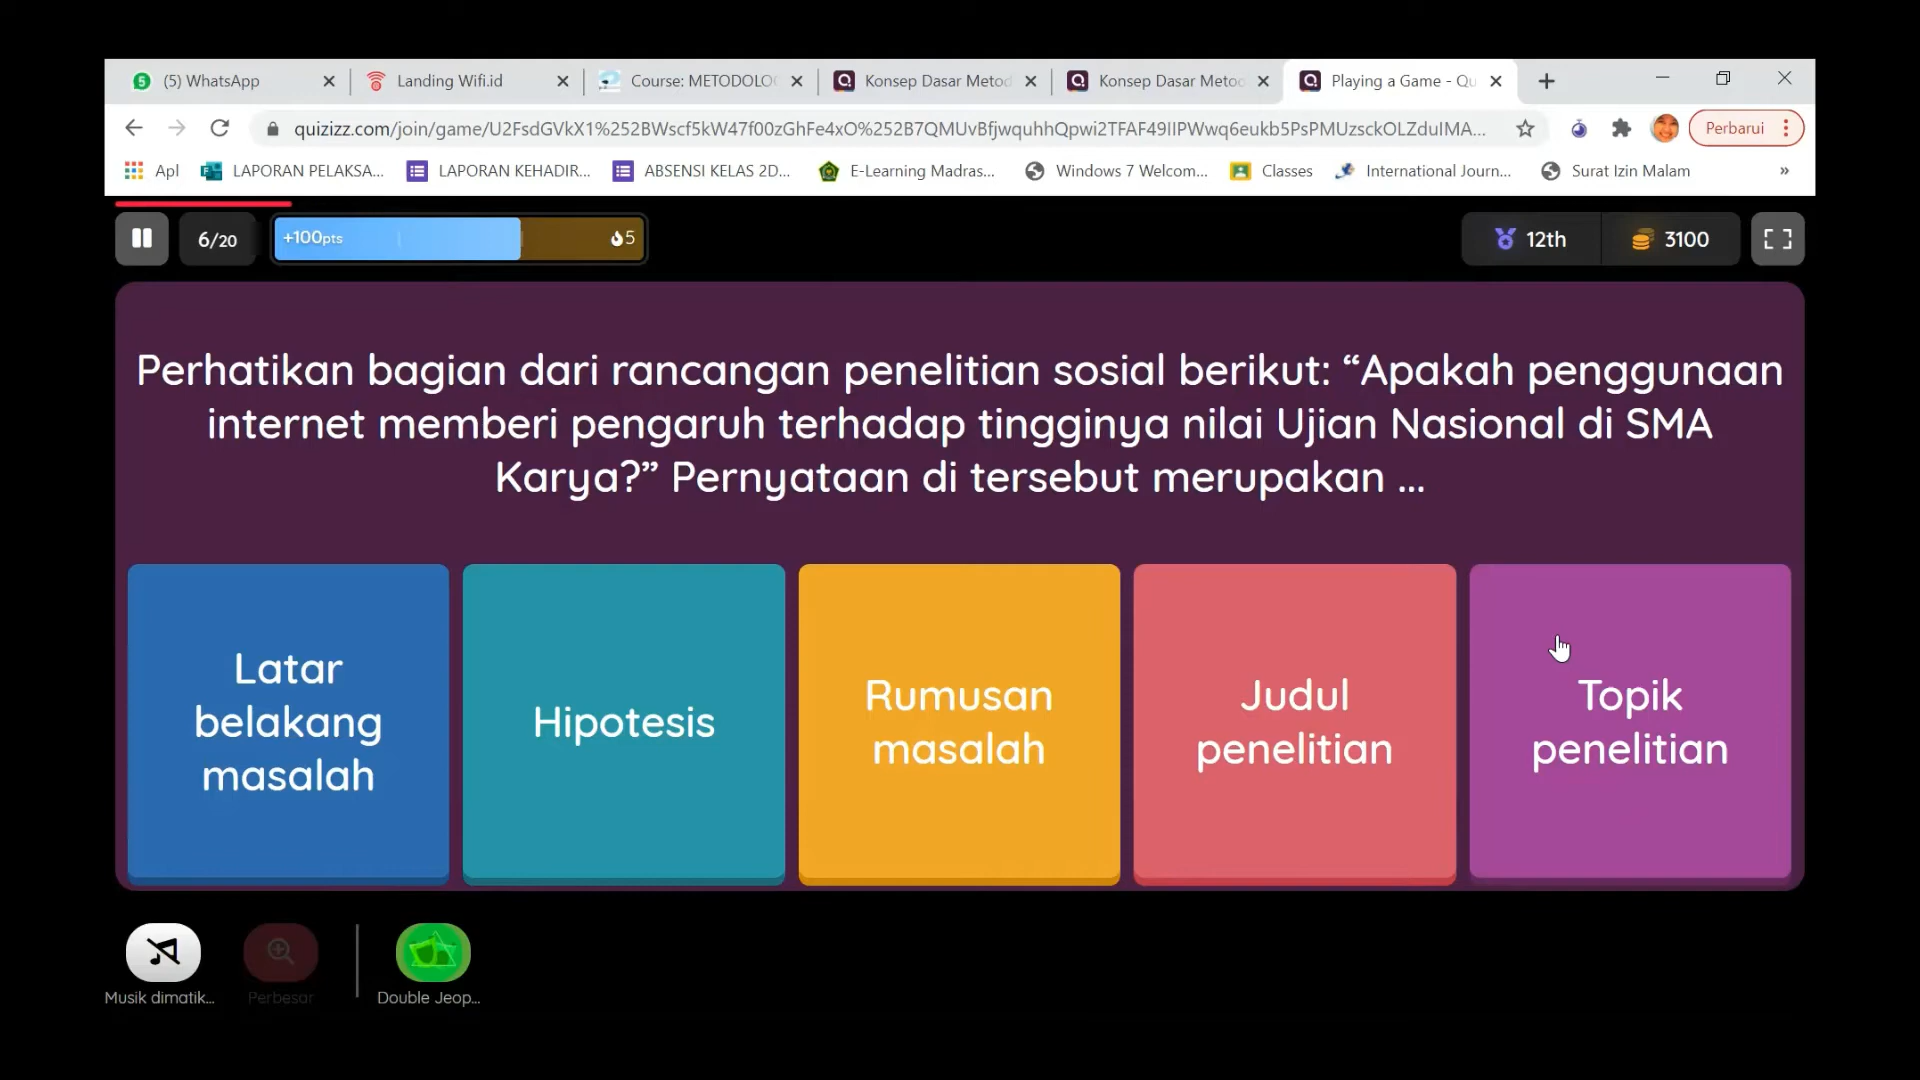 (5) WhatsApp
Landing Wifi.id
Course: METODOLO
Konsep Dasar Metod
Konsep Dasar Metod
Playing a Game - Qu
quizizz.com/join/game/U2FsdGVkX1%252BWscf5kW47f00zGhFe4xO%252B7QMUvBfjwquhhQpwi2TFAF49IIPWwq6eukb5PsPMUzsckOLZduIMA...
Perbarui
Apl
LAPORAN PELAKSA...
LAPORAN KEHADIR...
ABSENSI KELAS 2D...
E-Learning Madras...
Windows 7 Welcom...
Classes
International Journ...
Surat Izin Malam
»
6/20
+100pts
5
12th
3100
Perhatikan bagian dari rancangan penelitian sosial berikut: “Apakah penggunaan
internet memberi pengaruh terhadap tingginya nilai Ujian Nasional di SMA
Karya?” Pernyataan di tersebut merupakan ...
Latar
belakang
masalah
Hipotesis
Rumusan
masalah
Judul
penelitian
Topik
penelitian
Musik dimatik...
Perbesar
Double Jeop...